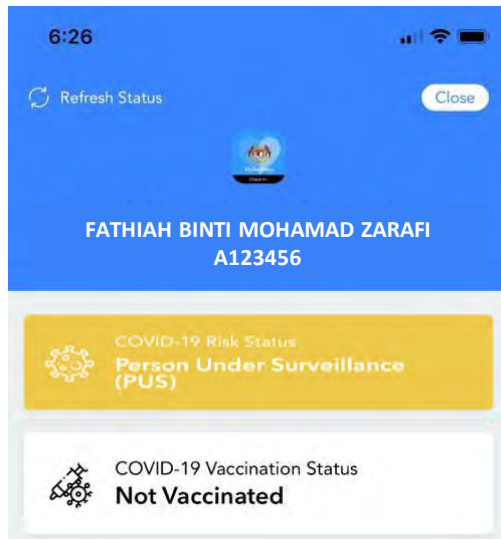 6:26
Refresh Status
Close
FATHIAH BINTI MOHAMAD ZARAFI
A123456
COVID-19 Risk Status
Person Under Surveillance
(PUS)
COVID-19 Vaccination Status
Not Vaccinated